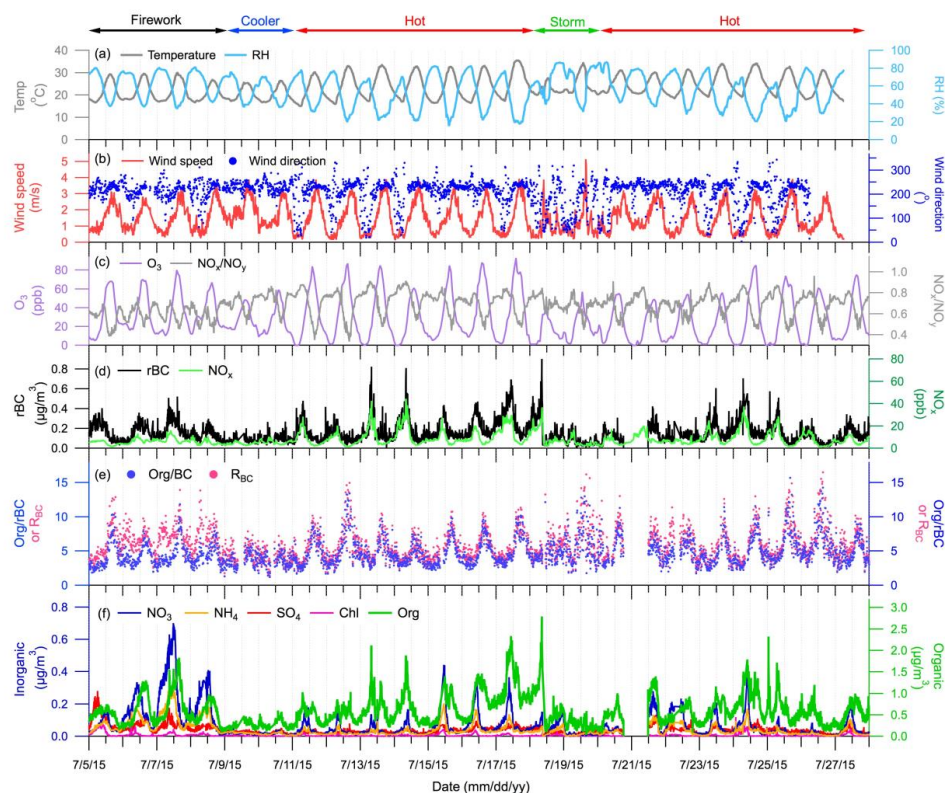 Firework Cooler Hot Storm Hot
(a) Temperature RH
Temp
(°C)
40
30
20
10
0
RH (%)
100
80
60
40
20
0
(b) Wind speed Wind direction
Wind speed
(m/s)
5
4
3
2
1
0
Wind direction
(°)
300
200
100
0
(c) O3 NOx/NOy
O3
(ppb)
80
60
40
20
0
NOx/NOy
1.0
0.8
0.6
0.4
(d) rBC NOx
rBC
(µg/m3)
0.8
0.6
0.4
0.2
0.0
NOx
(ppb)
80
60
40
20
0
(e) Org/BC RBC
Org/rBC
or RBC
15
10
5
0
Org/BC
or RBC
15
10
5
0
(f) NO3 NH4 SO4 Chl Org
Inorganic
(µg/m3)
0.8
0.6
0.4
0.2
0.0
Organic
(µg/m3)
3.0
2.5
2.0
1.5
1.0
0.5
0.0
7/5/15 7/7/15 7/9/15 7/11/15 7/13/15 7/15/15 7/17/15 7/19/15 7/21/15 7/23/15 7/25/15 7/27/15
Date (mm/dd/yy)